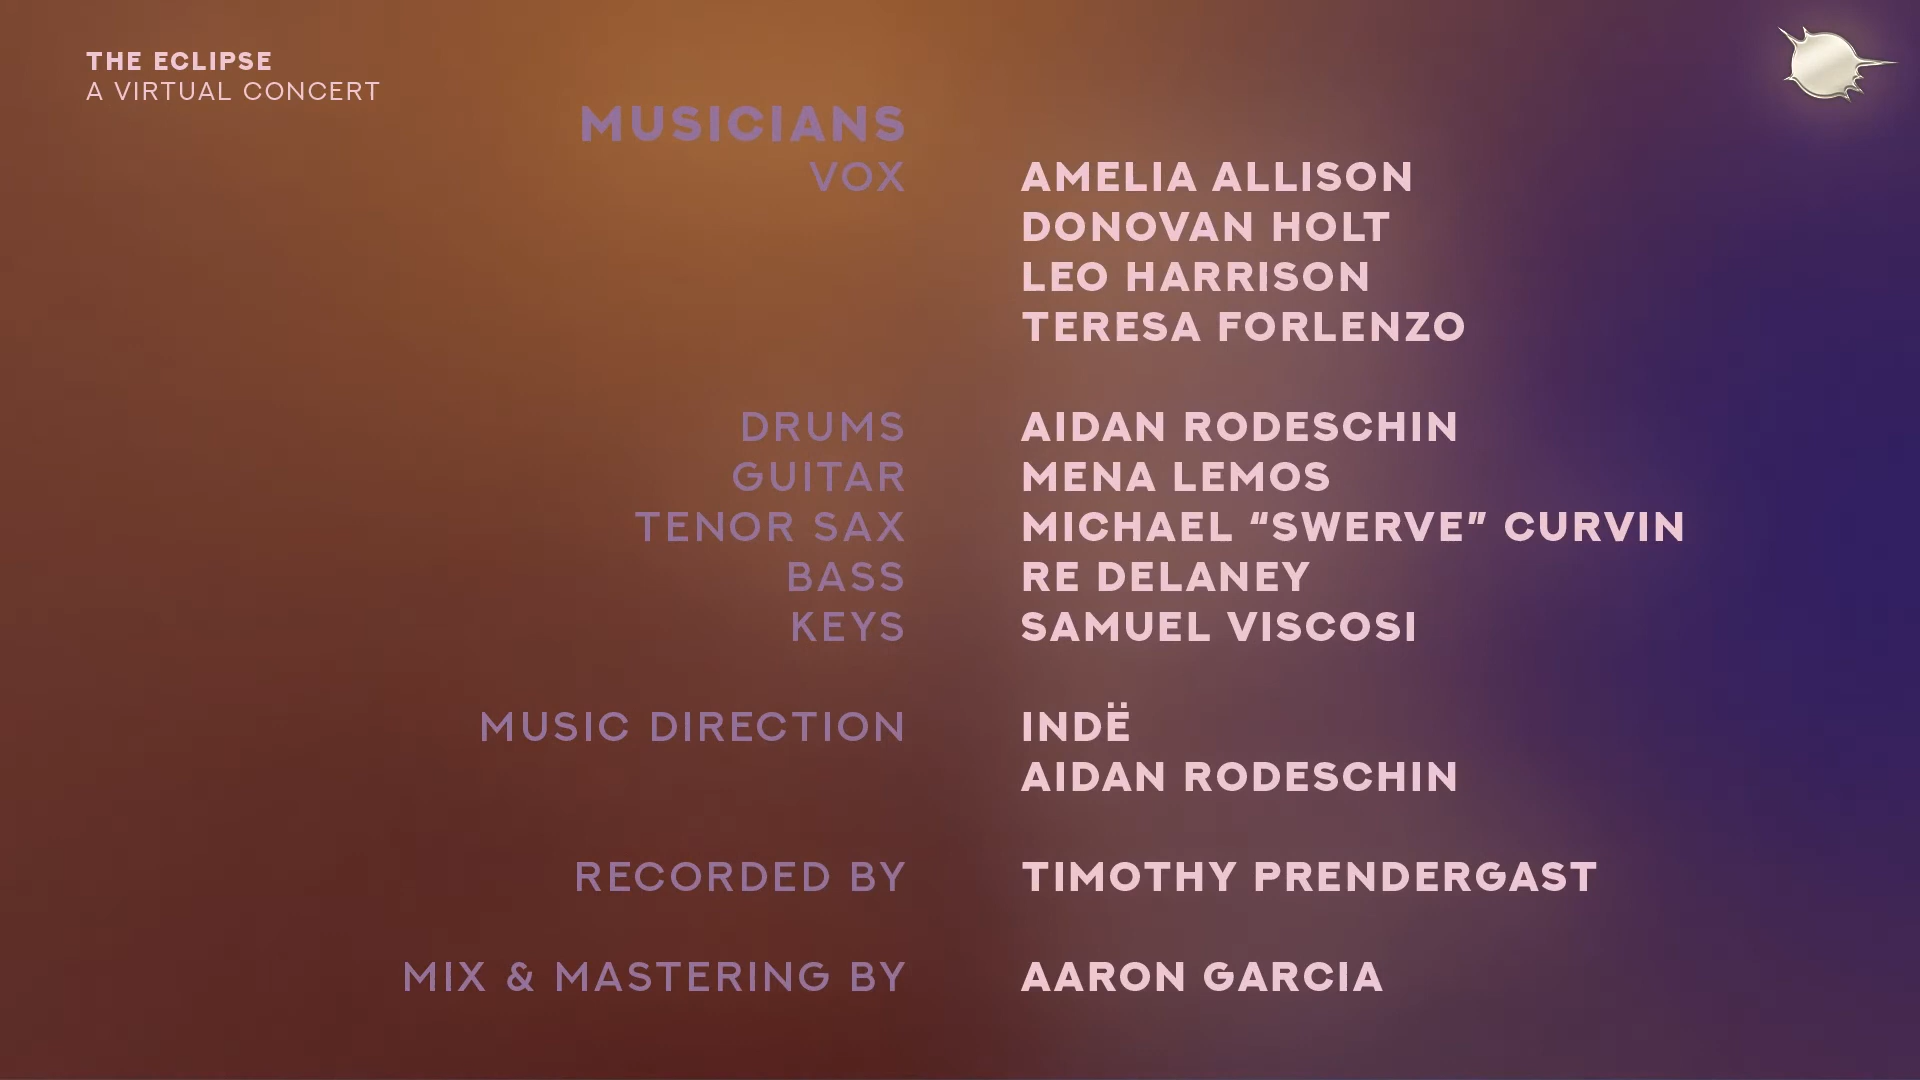 THE ECLIPSE
A VIRTUAL CONCERT
MUSICIANS
VOX AMELIA ALLISON
DONOVAN HOLT
LEO HARRISON
TERESA FORLENZO
DRUMS AIDAN RODESCHIN
GUITAR MENA LEMOS
TENOR SAX MICHAEL “SWERVE” CURVIN
BASS RE DELANEY
KEYS SAMUEL VISCOSI
MUSIC DIRECTION INDË
AIDAN RODESCHIN
RECORDED BY TIMOTHY PRENDERGAST
MIX & MASTERING BY AARON GARCIA